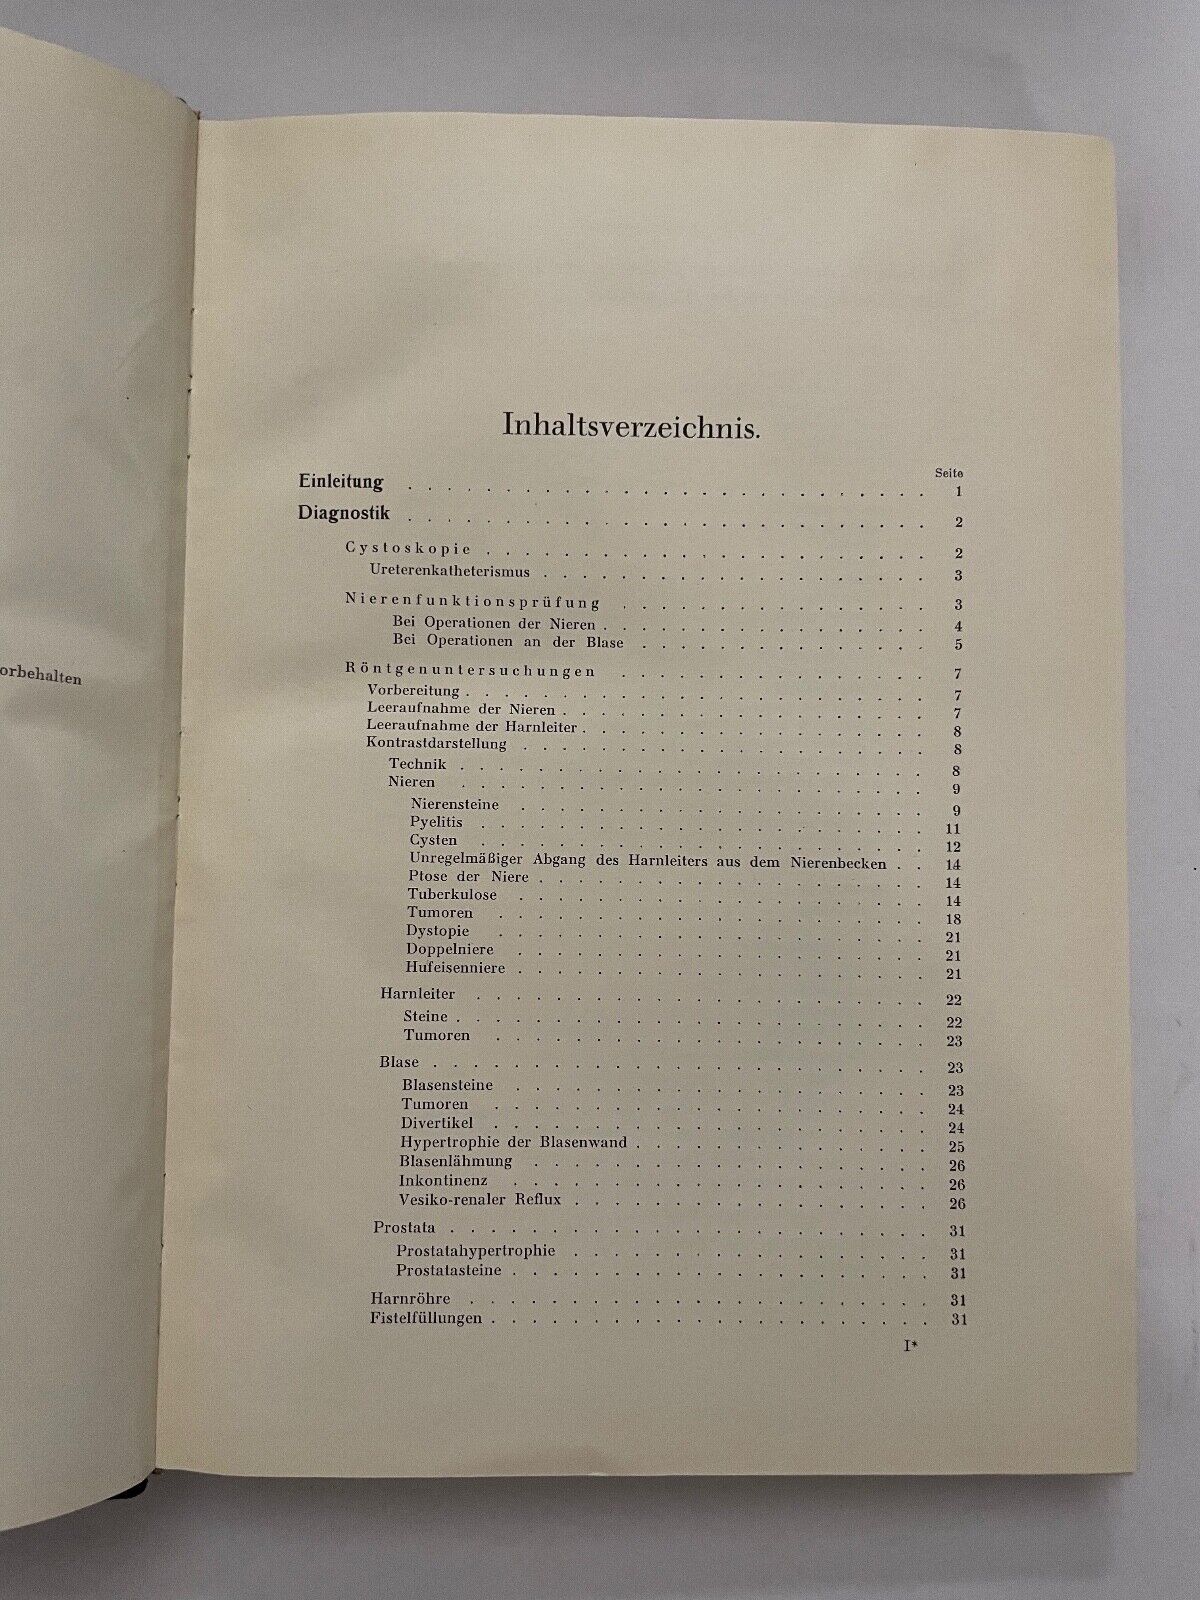 orbehalten
Inhaltsverzeichnis.
Seite
Einleitung . . . . . . . . . . 1
Diagnostik . . . . . . . . . . 2
Cystoskopie . . . . . . . . . . 2
Ureterenkatheterismus . . . . . . . . . . 3
Nierenfunktionsprüfung . . . . . . . . . . 3
Bei Operationen der Nieren . . . . . . . . . . 4
Bei Operationen an der Blase . . . . . . . . . . 5
Röntgenuntersuchungen . . . . . . . . . . 7
Vorbereitung . . . . . . . . . . 7
Leeraufnahme der Nieren . . . . . . . . . . 7
Leeraufnahme der Harnleiter . . . . . . . . . . 8
Kontrastdarstellung . . . . . . . . . . 8
Technik . . . . . . . . . . 8
Nieren . . . . . . . . . . 9
Nierensteine . . . . . . . . . . 9
Pyelitis . . . . . . . . . . 11
Cysten . . . . . . . . . . 12
Unregelmäßiger Abgang des Harnleiters aus dem Nierenbecken . . 14
Ptose der Niere . . . . . . . . . . 14
Tuberkulose . . . . . . . . . . 14
Tumoren . . . . . . . . . . 18
Dystopie . . . . . . . . . . 21
Doppelniere . . . . . . . . . . 21
Hufeisenniere . . . . . . . . . . 21
Harnleiter . . . . . . . . . . 22
Steine . . . . . . . . . . 22
Tumoren . . . . . . . . . . 23
Blase . . . . . . . . . . 23
Blasensteine . . . . . . . . . . 23
Tumoren . . . . . . . . . . 24
Divertikel . . . . . . . . . . 24
Hypertrophie der Blasenwand . . . . . . . . . . 25
Blasenlähmung . . . . . . . . . . 26
Inkontinenz . . . . . . . . . . 26
Vesiko-renaler Reflux . . . . . . . . . . 26
Prostata . . . . . . . . . . 31
Prostatahypertrophie . . . . . . . . . . 31
Prostatasteine . . . . . . . . . . 31
Harnröhre . . . . . . . . . . 31
Fistelfüllungen . . . . . . . . . . 31
I*